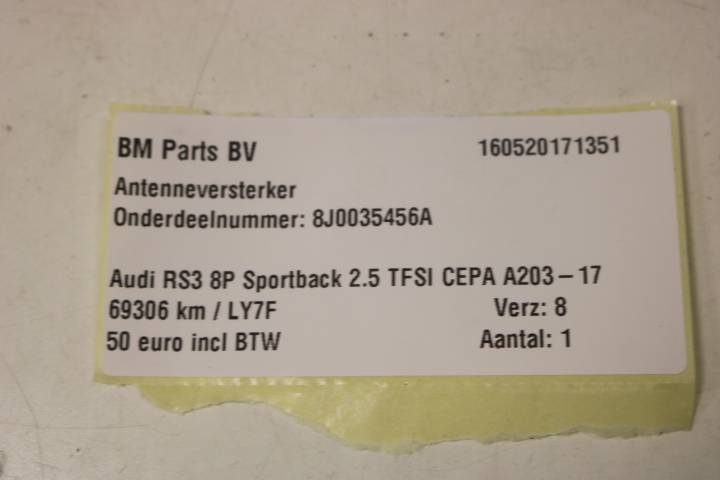 BM Parts BV 160520171351
Antenneversterker
Onderdeelnummer: 8J0035456A
Audi RS3 8P Sportback 2.5 TFSI CEPA A203-17
69306 km / LY7F Verz: 8
50 euro incl BTW Aantal: 1